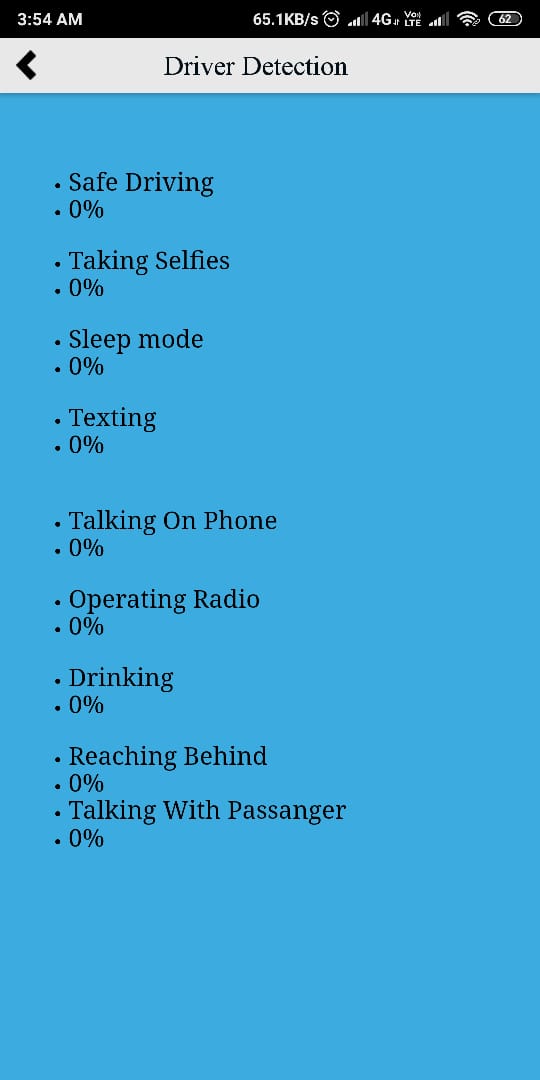 3:54 AM 65.1KB/s 4G Vo)) LTE 62
Driver Detection
• Safe Driving
• 0%
• Taking Selfies
• 0%
• Sleep mode
• 0%
• Texting
• 0%
• Talking On Phone
• 0%
• Operating Radio
• 0%
• Drinking
• 0%
• Reaching Behind
• 0%
• Talking With Passanger
• 0%